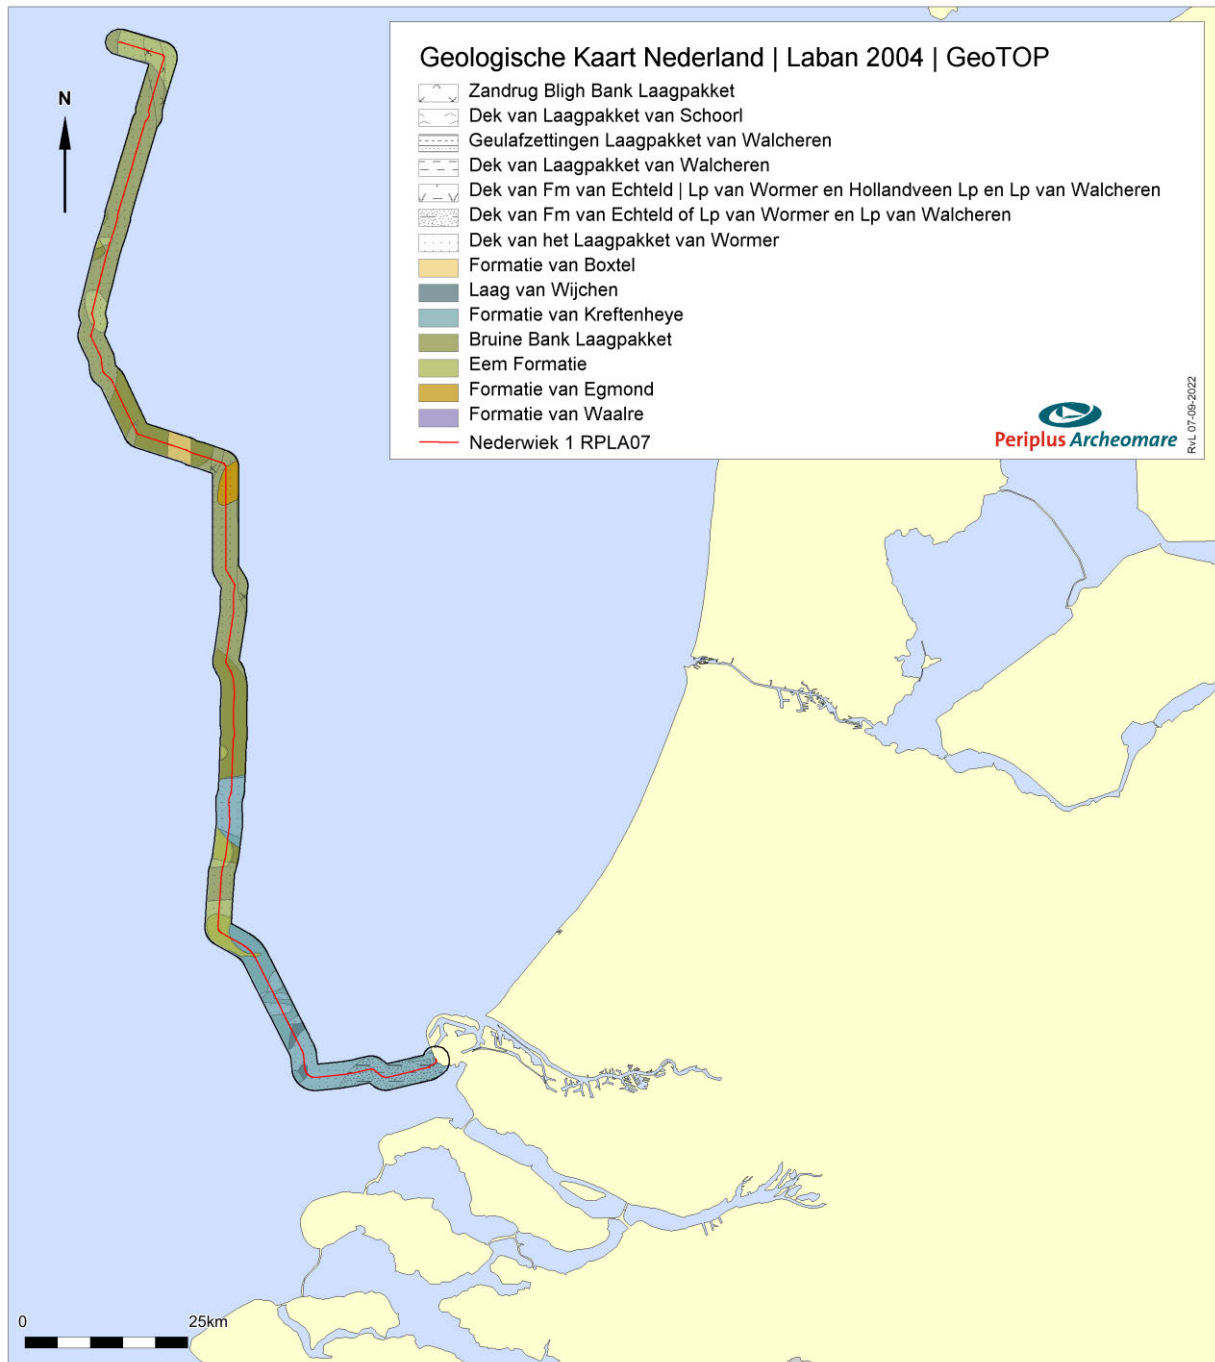 Geologische Kaart Nederland | Laban 2004 | GeoTOP
Zandrug Bligh Bank Laagpakket
Dek van Laagpakket van Schoorl
Geulafzettingen Laagpakket van Walcheren
Dek van Laagpakket van Walcheren
Dek van Fm van Echteld | Lp van Wormer en Hollandveen Lp en Lp van Walcheren
Dek van Fm van Echteld of Lp van Wormer en Lp van Walcheren
Dek van het Laagpakket van Wormer
Formatie van Boxtel
Laag van Wijchen
Formatie van Kreftenheye
Bruine Bank Laagpakket
Eem Formatie
Formatie van Egmond
Formatie van Waalre
Nederwiek 1 RPLA07
Periplus Archeomare
RvL 07-09-2022
N
0 25km